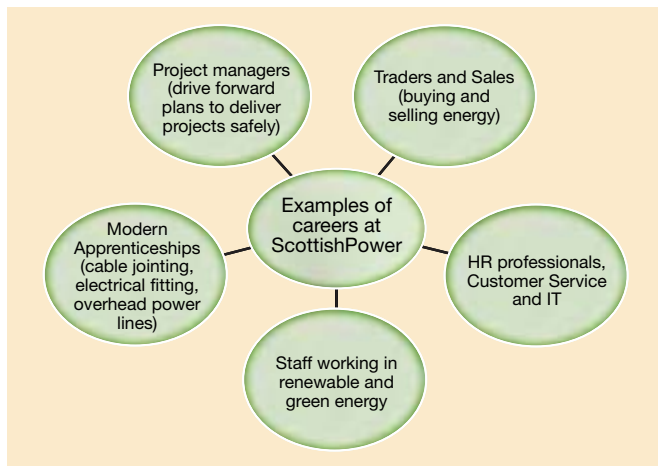 Project managers
(drive forward
plans to deliver
projects safely)
Traders and Sales
(buying and
selling energy)
Examples of
careers at
ScottishPower
Modern
Apprenticeships
(cable jointing,
electrical fitting,
overhead power
lines)
HR professionals,
Customer Service
and IT
Staff working in
renewable and
green energy